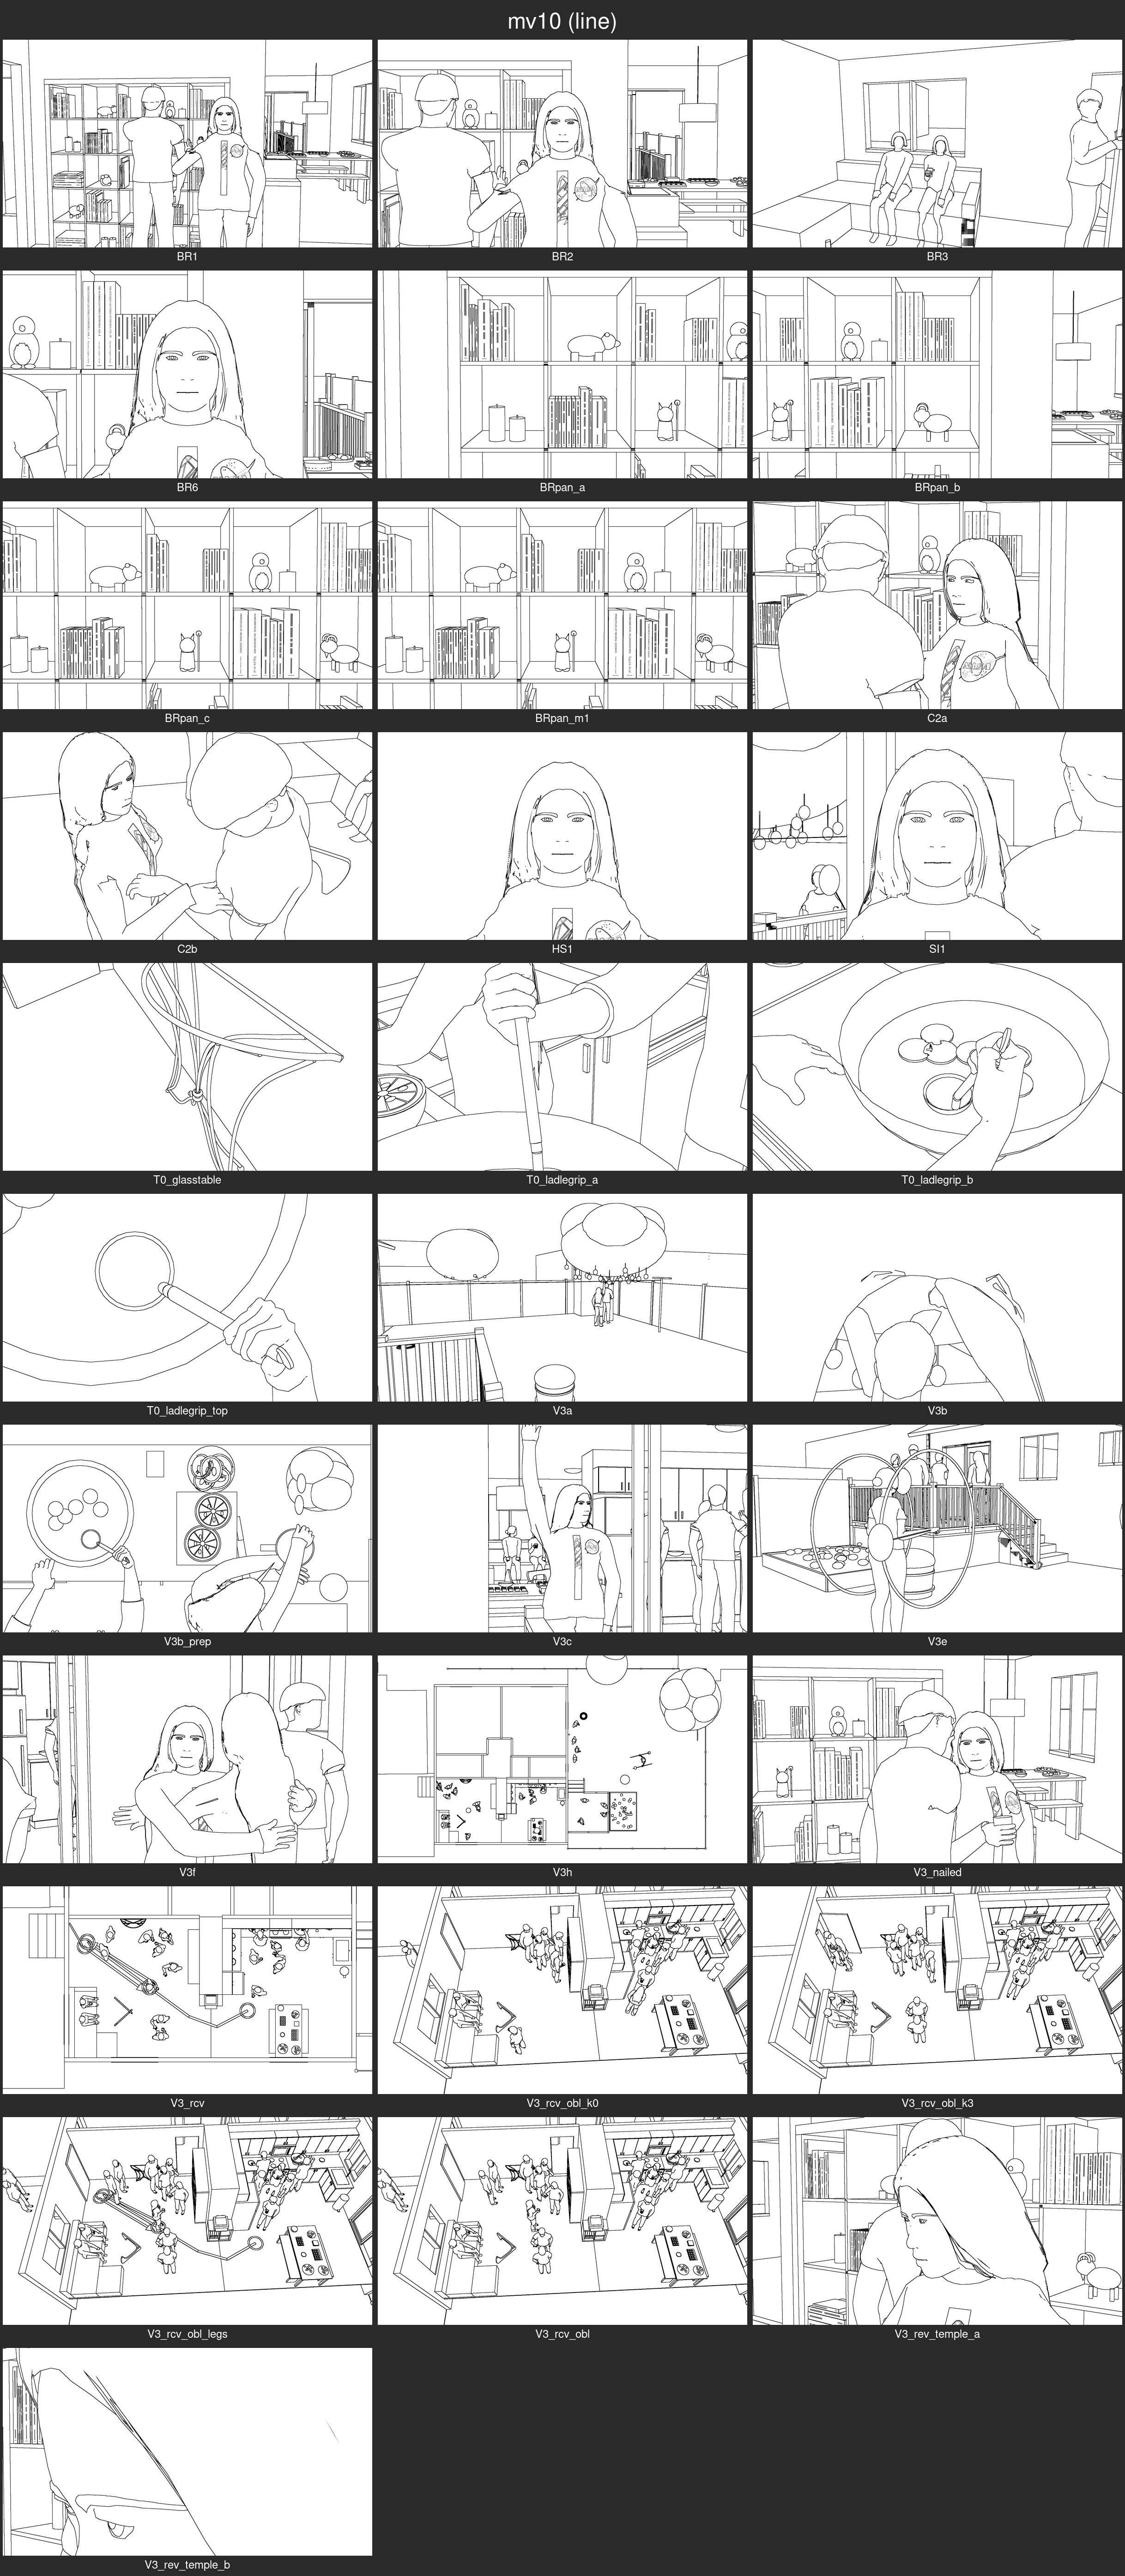 mv10 (line)
BR1 BR2 BR3
BR6 BRpan_a BRpan_b
BRpan_c BRpan_m1 C2a
C2b HS1 SI1
T0_glasstable T0_ladlegrip_a T0_ladlegrip_b
T0_ladlegrip_top V3a V3b
V3b_prep V3c V3e
V3f V3h V3_nailed
V3_rcv V3_rcv_obl_k0 V3_rcv_obl_k3
V3_rcv_obl_legs V3_rcv_obl V3_rev_temple_a
V3_rev_temple_b